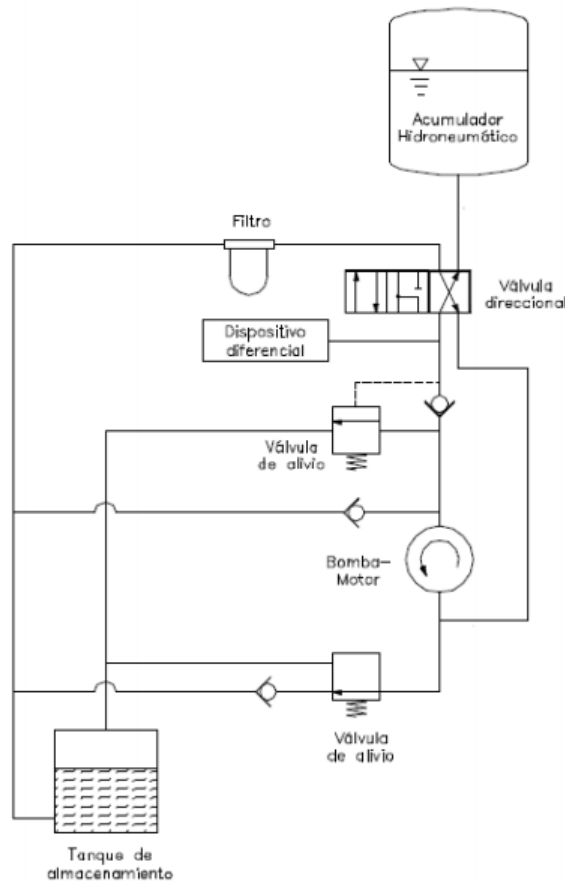 Acumulador
Hidroneumático
Filtro
Válvula
direccional
Dispositivo
diferencial
Válvula
de alivio
Bomba-
Motor
Válvula
de alivio
Tanque de
almacenamiento